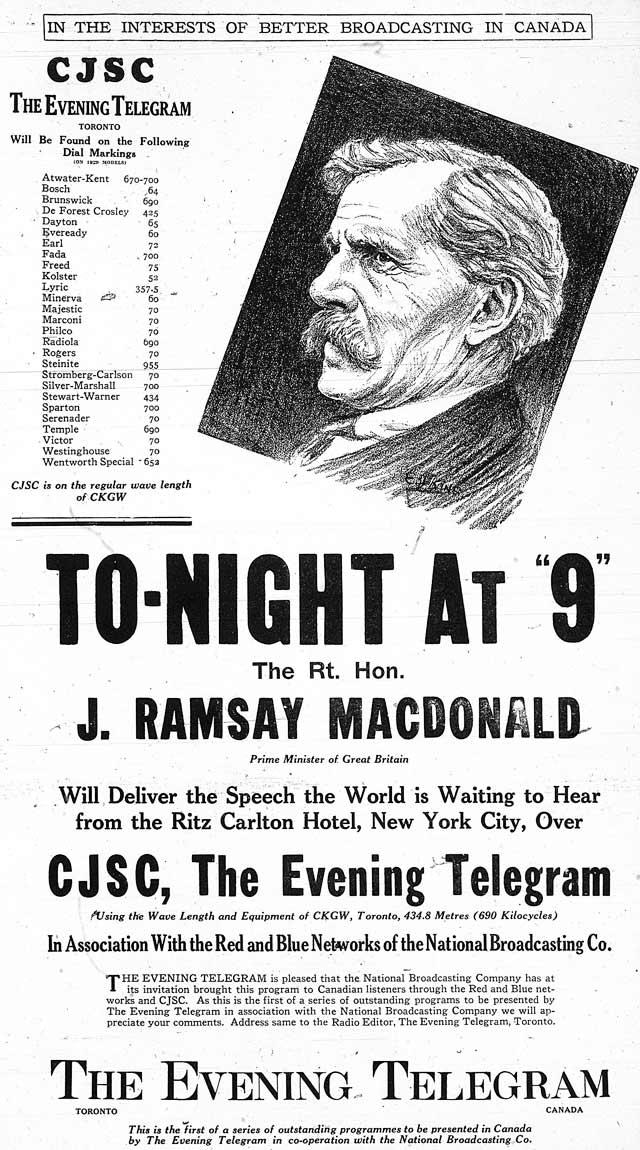 IN THE INTERESTS OF BETTER BROADCASTING IN CANADA
CJSC
THE EVENING TELEGRAM
TORONTO
Will Be Found on the Following
Dial Markings
(ON 1929 MODELS)
Atwater-Kent 670-700
Bosch 64
Brunswick 690
De Forest Crosley 425
Dayton 65
Eveready 60
Earl 72
Fada 700
Freed 75
Kolster 52
Lyric 357.5
Minerva 60
Majestic 70
Marconi 70
Philco 70
Radiola 690
Rogers 70
Steinite 955
Stromberg-Carlson 70
Silver-Marshall 700
Stewart-Warner 434
Sparton 700
Serenader 70
Temple 690
Victor 70
Westinghouse 70
Wentworth Special 652
CJSC is on the regular wave length
of CKGW
TO-NIGHT AT "9"
The Rt. Hon.
J. RAMSAY MACDONALD
Prime Minister of Great Britain
Will Deliver the Speech the World is Waiting to Hear
from the Ritz Carlton Hotel, New York City, Over
CJSC, The Evening Telegram
Using the Wave Length and Equipment of CKGW, Toronto, 434.8 Metres (690 Kilocycles)
In Association With the Red and Blue Networks of the National Broadcasting Co.
THE EVENING TELEGRAM is pleased that the National Broadcasting Company has at
its invitation brought this program to Canadian listeners through the Red and Blue net-
works and CJSC. As this is the first of a series of outstanding programs to be presented by
The Evening Telegram in association with the National Broadcasting Company we will ap-
preciate your comments. Address same to the Radio Editor, The Evening Telegram, Toronto.
THE EVENING TELEGRAM
TORONTO CANADA
This is the first of a series of outstanding programmes to be presented in Canada
by The Evening Telegram in co-operation with the National Broadcasting Co.